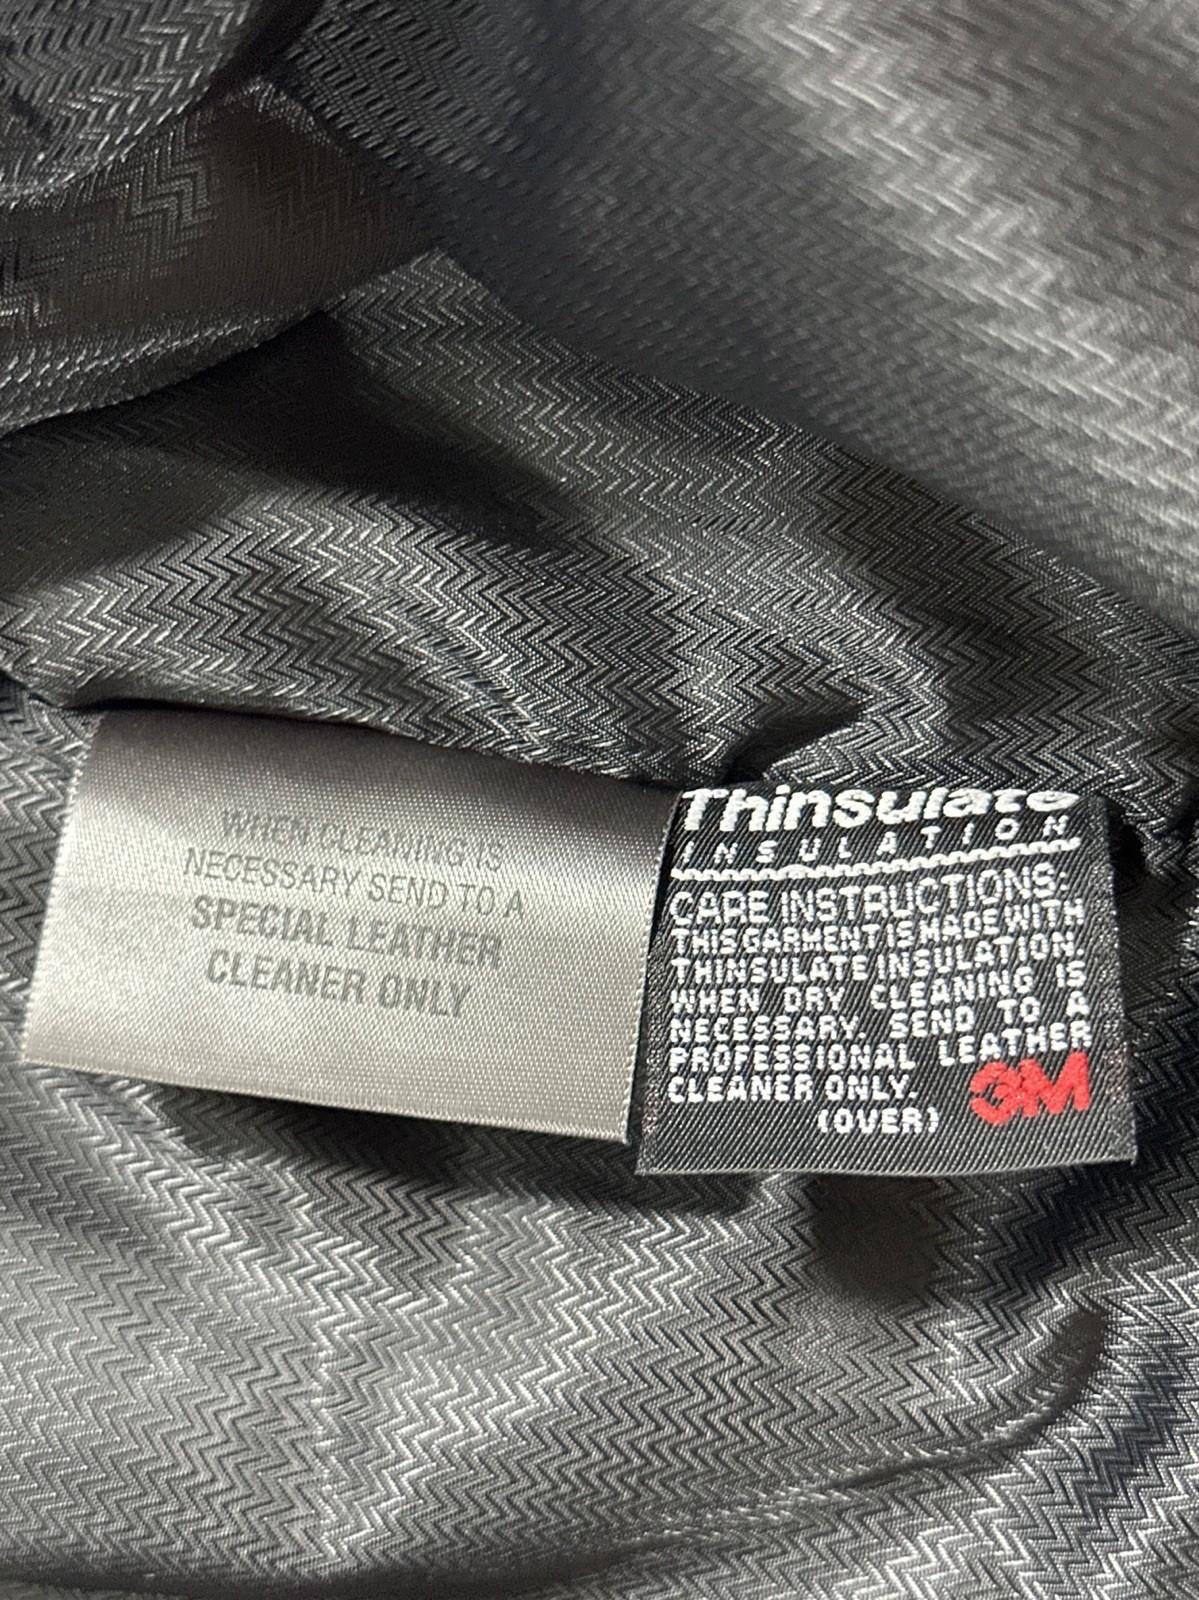 WHEN CLEANING IS
NECESSARY SEND TO A
SPECIAL LEATHER
CLEANER ONLY
Thinsulate
INSULATION
CARE INSTRUCTIONS:
THIS GARMENT IS MADE WITH
THINSULATE INSULATION.
WHEN DRY CLEANING IS
NECESSARY, SEND TO A
PROFESSIONAL LEATHER
CLEANER ONLY.
(OVER)
3M